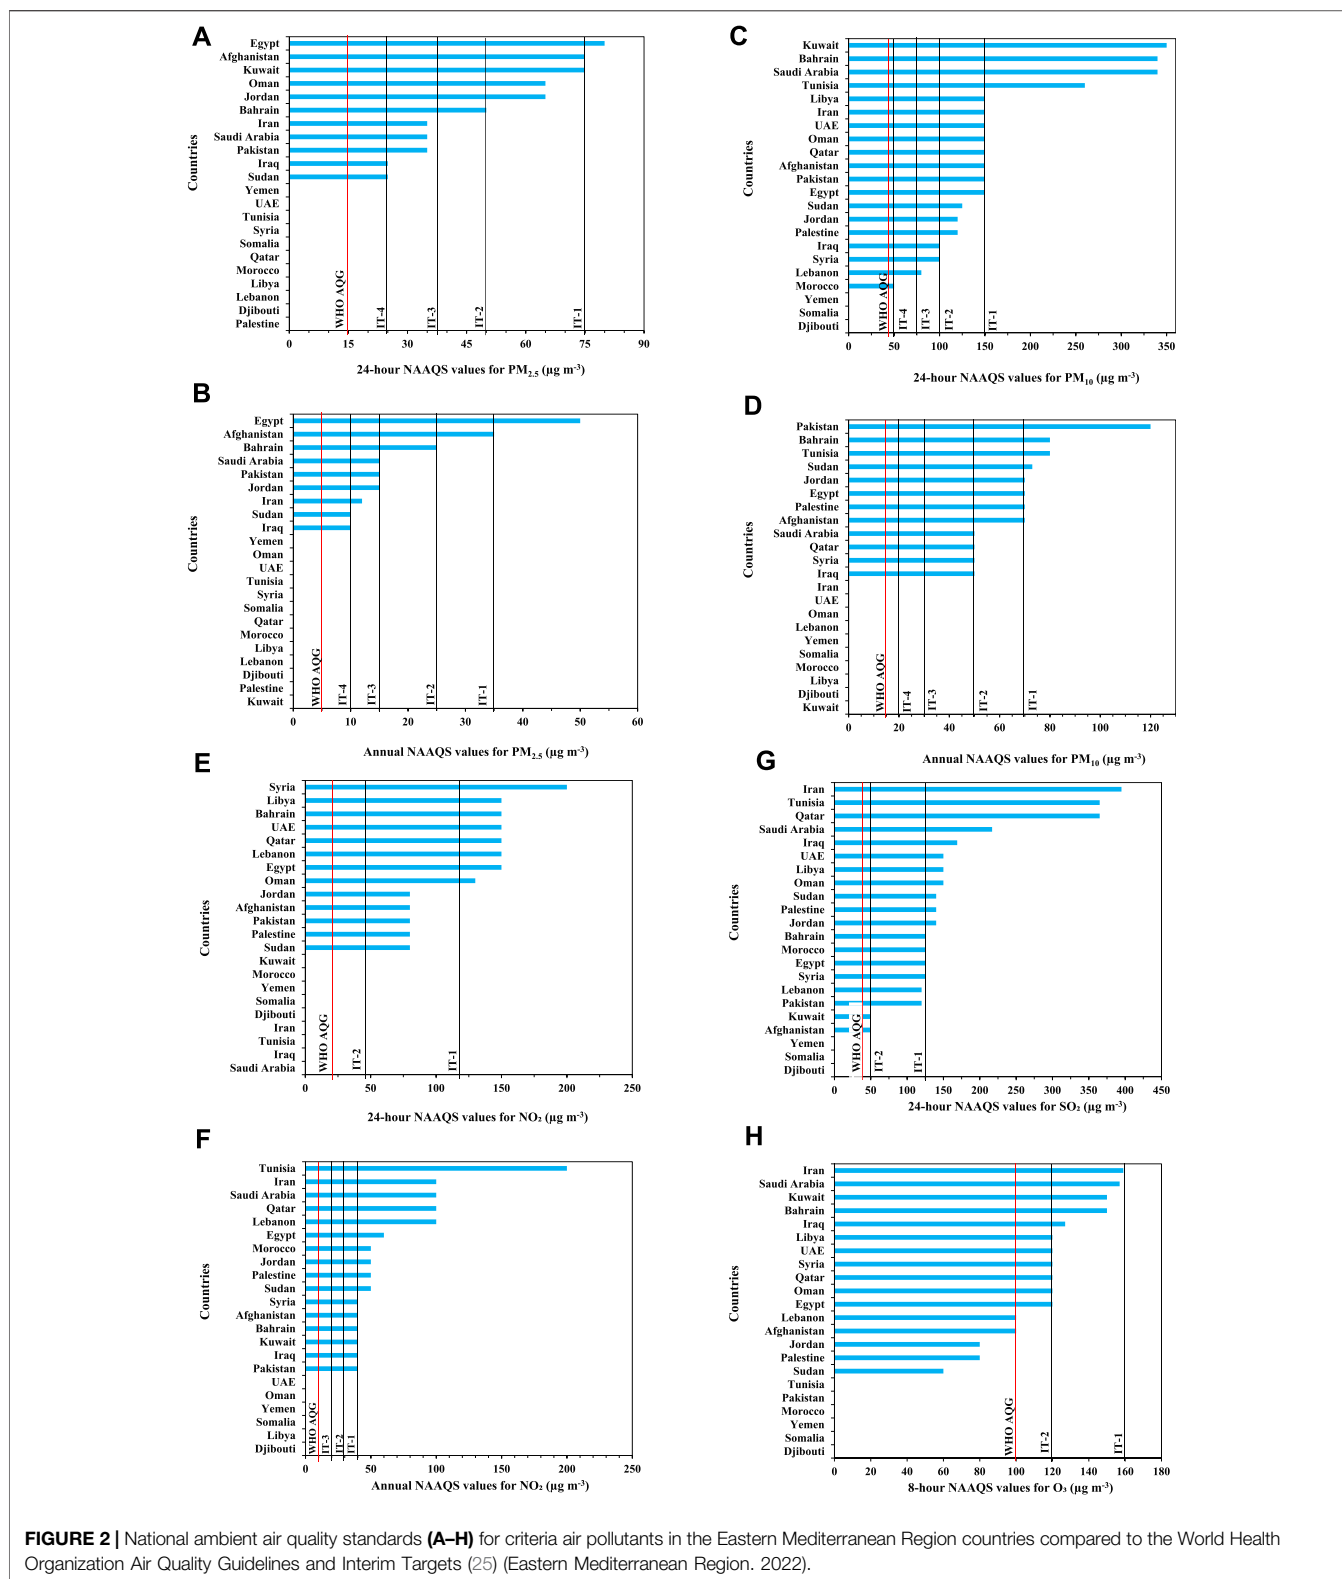 A
Egypt
Afghanistan
Kuwait
Oman
Jordan
Bahrain
Iran
Saudi Arabia
Pakistan
Iraq
Sudan
Yemen
UAE
Tunisia
Syria
Somalia
Qatar
Morocco
Libya
Lebanon
Djibouti
Palestine
Countries
WHO AQG
IT-4
IT-3
IT-2
IT-1
0 15 30 45 60 75 90
24-hour NAAQS values for PM2.5 (µg m-3)
C
Kuwait
Bahrain
Saudi Arabia
Tunisia
Libya
Iran
UAE
Oman
Qatar
Afghanistan
Pakistan
Egypt
Sudan
Jordan
Palestine
Iraq
Syria
Lebanon
Morocco
Yemen
Somalia
Djibouti
Countries
WHO AQG
IT-4
IT-3
IT-2
IT-1
0 50 100 150 200 250 300 350
24-hour NAAQS values for PM10 (µg m-3)
B
Egypt
Afghanistan
Bahrain
Saudi Arabia
Pakistan
Jordan
Iran
Sudan
Iraq
Yemen
Oman
UAE
Tunisia
Syria
Somalia
Qatar
Morocco
Libya
Lebanon
Djibouti
Palestine
Kuwait
Countries
WHO AQG
IT-4
IT-3
IT-2
IT-1
0 10 20 30 40 50 60
Annual NAAQS values for PM2.5 (µg m-3)
D
Pakistan
Bahrain
Tunisia
Sudan
Jordan
Egypt
Palestine
Afghanistan
Saudi Arabia
Qatar
Syria
Iraq
Iran
UAE
Oman
Lebanon
Yemen
Somalia
Morocco
Libya
Djibouti
Kuwait
Countries
WHO AQG
IT-4
IT-3
IT-2
IT-1
0 20 40 60 80 100 120
Annual NAAQS values for PM10 (µg m-3)
E
Syria
Libya
Bahrain
UAE
Qatar
Lebanon
Egypt
Oman
Jordan
Afghanistan
Pakistan
Palestine
Sudan
Kuwait
Morocco
Yemen
Somalia
Djibouti
Iran
Tunisia
Iraq
Saudi Arabia
Countries
WHO AQG
IT-2
IT-1
0 50 100 150 200 250
24-hour NAAQS values for NO2 (µg m-3)
G
Iran
Tunisia
Qatar
Saudi Arabia
Iraq
UAE
Libya
Oman
Sudan
Palestine
Jordan
Bahrain
Morocco
Egypt
Syria
Lebanon
Pakistan
Kuwait
Afghanistan
Yemen
Somalia
Djibouti
Countries
WHO AQG
IT-2
IT-1
0 50 100 150 200 250 300 350 400 450
24-hour NAAQS values for SO2 (µg m-3)
F
Tunisia
Iran
Saudi Arabia
Qatar
Lebanon
Egypt
Morocco
Jordan
Palestine
Sudan
Syria
Afghanistan
Bahrain
Kuwait
Iraq
Pakistan
UAE
Oman
Yemen
Somalia
Libya
Djibouti
Countries
WHO AQG
IT-3
IT-2
IT-1
0 50 100 150 200 250
Annual NAAQS values for NO2 (µg m-3)
H
Iran
Saudi Arabia
Kuwait
Bahrain
Iraq
Libya
UAE
Syria
Qatar
Oman
Egypt
Lebanon
Afghanistan
Jordan
Palestine
Sudan
Tunisia
Pakistan
Morocco
Yemen
Somalia
Djibouti
Countries
WHO AQG
IT-2
IT-1
0 20 40 60 80 100 120 140 160 180
8-hour NAAQS values for O3 (µg m-3)
FIGURE 2 | National ambient air quality standards (A–H) for criteria air pollutants in the Eastern Mediterranean Region countries compared to the World Health
Organization Air Quality Guidelines and Interim Targets (25) (Eastern Mediterranean Region. 2022).